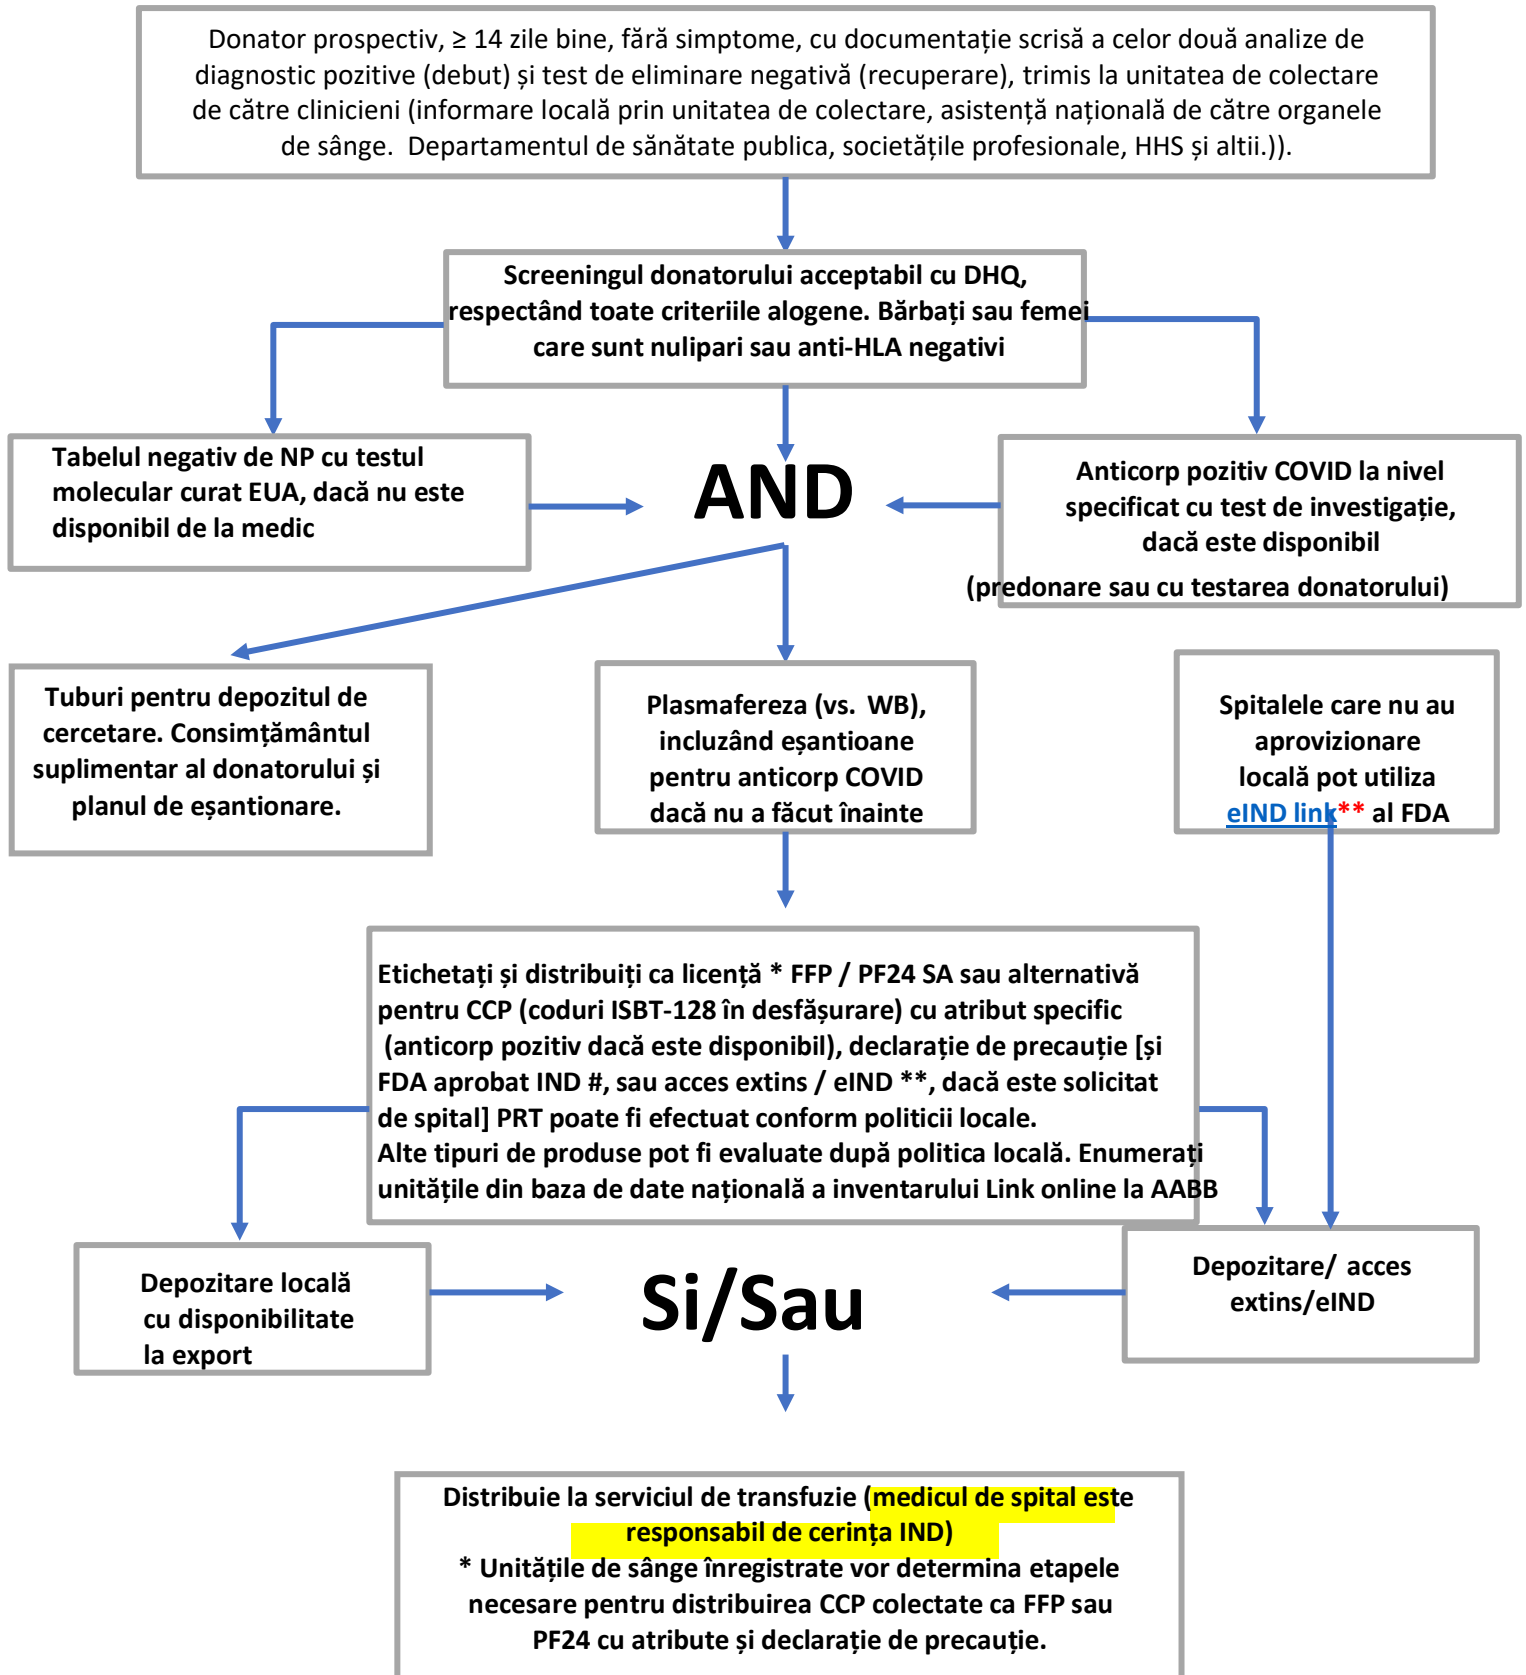 Donator prospectiv, ≥ 14 zile bine, fără simptome, cu documentație scrisă a celor două analize de
diagnostic pozitive (debut) și test de eliminare negativă (recuperare), trimis la unitatea de colectare
de către clinicieni (informare locală prin unitatea de colectare, asistență națională de către organele
de sânge. Departamentul de sănătate publica, societățile profesionale, HHS și altii.)).
Screeningul donatorului acceptabil cu DHQ,
respectând toate criteriile alogene. Bărbați sau femei
care sunt nulipari sau anti-HLA negativi
Tabelul negativ de NP cu testul
molecular curat EUA, dacă nu este
disponibil de la medic
AND
Anticorp pozitiv COVID la nivel
specificat cu test de investigație,
dacă este disponibil
(predonare sau cu testarea donatorului)
Tuburi pentru depozitul de
cercetare. Consimțământul
suplimentar al donatorului și
planul de eșantionare.
Plasmafereza (vs. WB),
incluzând eșantioane
pentru anticorp COVID
dacă nu a făcut înainte
Spitalele care nu au
aprovizionare
locală pot utiliza
eIND link** al FDA
Etichetați și distribuiți ca licență * FFP / PF24 SA sau alternativă
pentru CCP (coduri ISBT-128 în desfășurare) cu atribut specific
(anticorp pozitiv dacă este disponibil), declarație de precauție [și
FDA aprobat IND #, sau acces extins / eIND **, dacă este solicitat
de spital] PRT poate fi efectuat conform politicii locale.
Alte tipuri de produse pot fi evaluate după politica locală. Enumerați
unitățile din baza de date națională a inventarului Link online la AABB
Depozitare locală
cu disponibilitate
la export
Si/Sau
Depozitare/ acces
extins/eIND
Distribuie la serviciul de transfuzie (medicul de spital este
responsabil de cerința IND)
* Unitățile de sânge înregistrate vor determina etapele
necesare pentru distribuirea CCP colectate ca FFP sau
PF24 cu atribute și declarație de precauție.